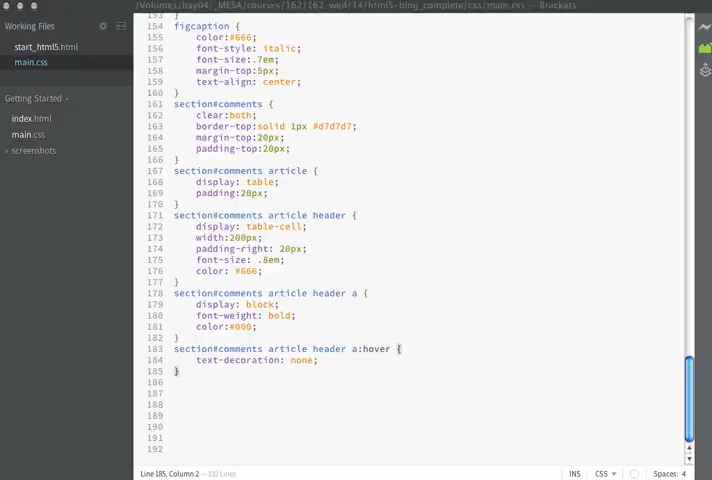 /Volumes/bay04/_MESA/courses/162/162-wed/14/html5-blog_complete/css/main.css — Brackets
Working Files
start_html5.html
main.css
Getting Started
index.html
main.css
screenshots
153 }
154 figcaption {
155 color:#666;
156 font-style: italic;
157 font-size:.7em;
158 margin-top:5px;
159 text-align: center;
160 }
161 section#comments {
162 clear:both;
163 border-top:solid 1px #d7d7d7;
164 margin-top:20px;
165 padding-top:20px;
166 }
167 section#comments article {
168 display: table;
169 padding:20px;
170 }
171 section#comments article header {
172 display: table-cell;
173 width:200px;
174 padding-right: 20px;
175 font-size: .8em;
176 color: #666;
177 }
178 section#comments article header a {
179 display: block;
180 font-weight: bold;
181 color:#000;
182 }
183 section#comments article header a:hover {
184 text-decoration: none;
185 }
186
187
188
189
190
191
192
Line 185, Column 2 — 192 Lines
INS
CSS
Spaces: 4